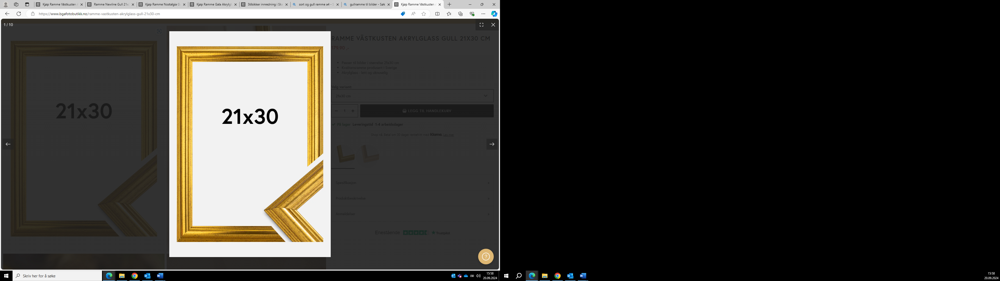 Kjøp Ramme Västkusten A
Ramme Newline Gull 21x
Kjøp Ramme Nostalgia G
Kjøp Ramme Gala Akrylgl
Stilsikker innredning i Ska
sort og gull ramme a4 - S
gullramme til bilder - Søk
Kjøp Ramme Västkusten A
https://www.bgafotobutikk.no/ramme-vastkusten-akrylglass-gull-21x30-cm
1 / 10
RAMME VÄSTKUSTEN AKRYLGLASS GULL 21X30 CM
179.90 ,-
Passer til bilder i størrelse 21x30 cm
Kvalitetsramme produsert i Sverige
Akrylglass - lett og uknuselig
Velg variant:
21x30 cm
1
LEGG TIL HANDLEKURV
På lager Leveringstid 1-4 arbeidsdager
Shop nå. Betal om 30 dager rentefritt med Klarna. Les mer
Spesifikasjon
Produktbeskrivelse
Anmeldelser
Enestående Trustpilot
21x30
21x30
Skriv her for å søke
15:58
20.09.2024
15:58
20.09.2024